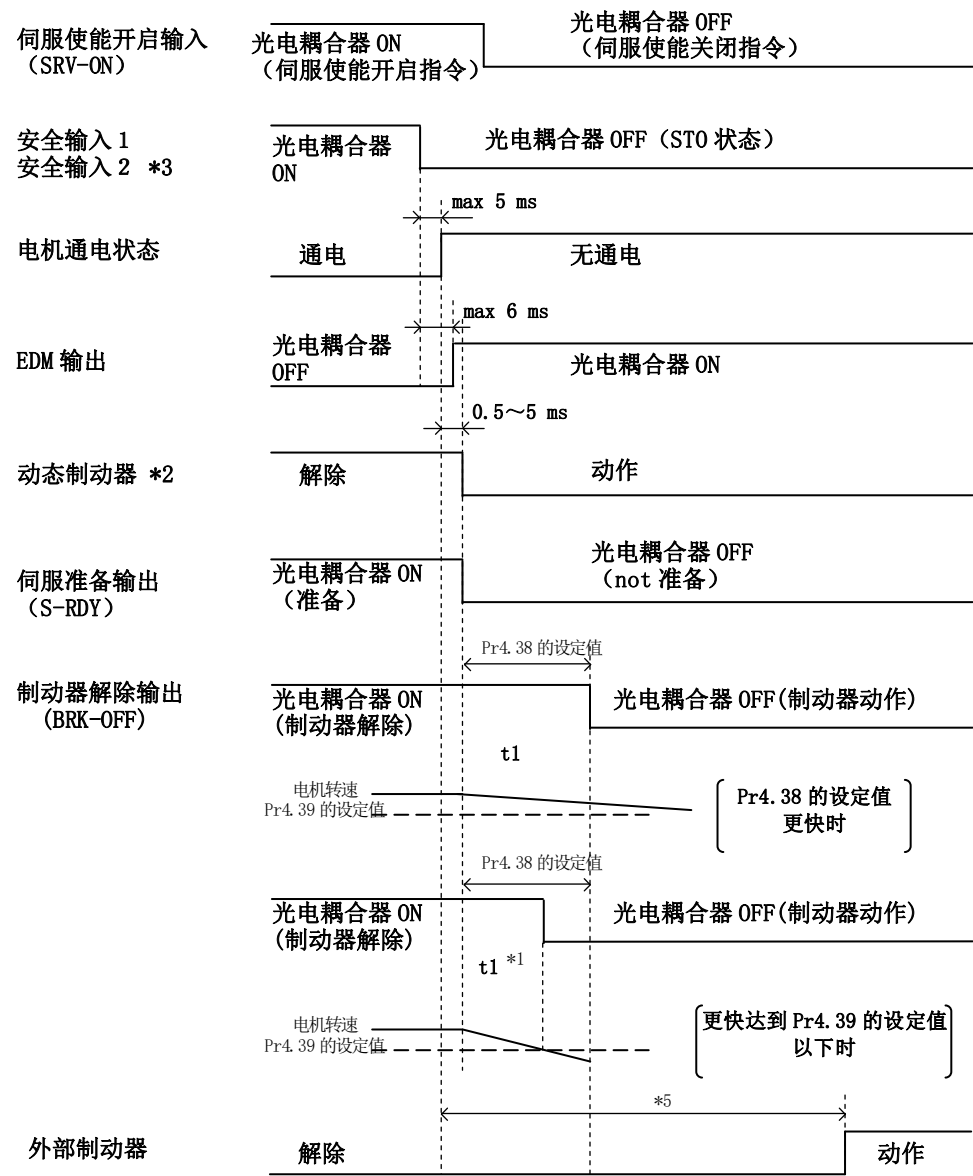 伺服使能开启输入
（SRV-ON）
光电耦合器 ON
（伺服使能开启指令）
光电耦合器 OFF
（伺服使能关闭指令）
安全输入 1
安全输入 2 *3
光电耦合器
ON
光电耦合器 OFF（STO 状态）
max 5 ms
电机通电状态
通电
无通电
max 6 ms
EDM 输出
光电耦合器
OFF
光电耦合器 ON
0.5～5 ms
动态制动器 *2
解除
动作
伺服准备输出
（S-RDY）
光电耦合器 ON
（准备）
光电耦合器 OFF
（not 准备）
Pr4.38 的设定值
制动器解除输出
(BRK-OFF)
光电耦合器 ON
(制动器解除)
光电耦合器 OFF(制动器动作)
t1
电机转速
Pr4.39 的设定值
Pr4.38 的设定值
更快时
Pr4.38 的设定值
光电耦合器 ON
(制动器解除)
光电耦合器 OFF(制动器动作)
t1 *1
电机转速
Pr4.39 的设定值
更快达到 Pr4.39 的设定值
以下时
*5
外部制动器
解除
动作